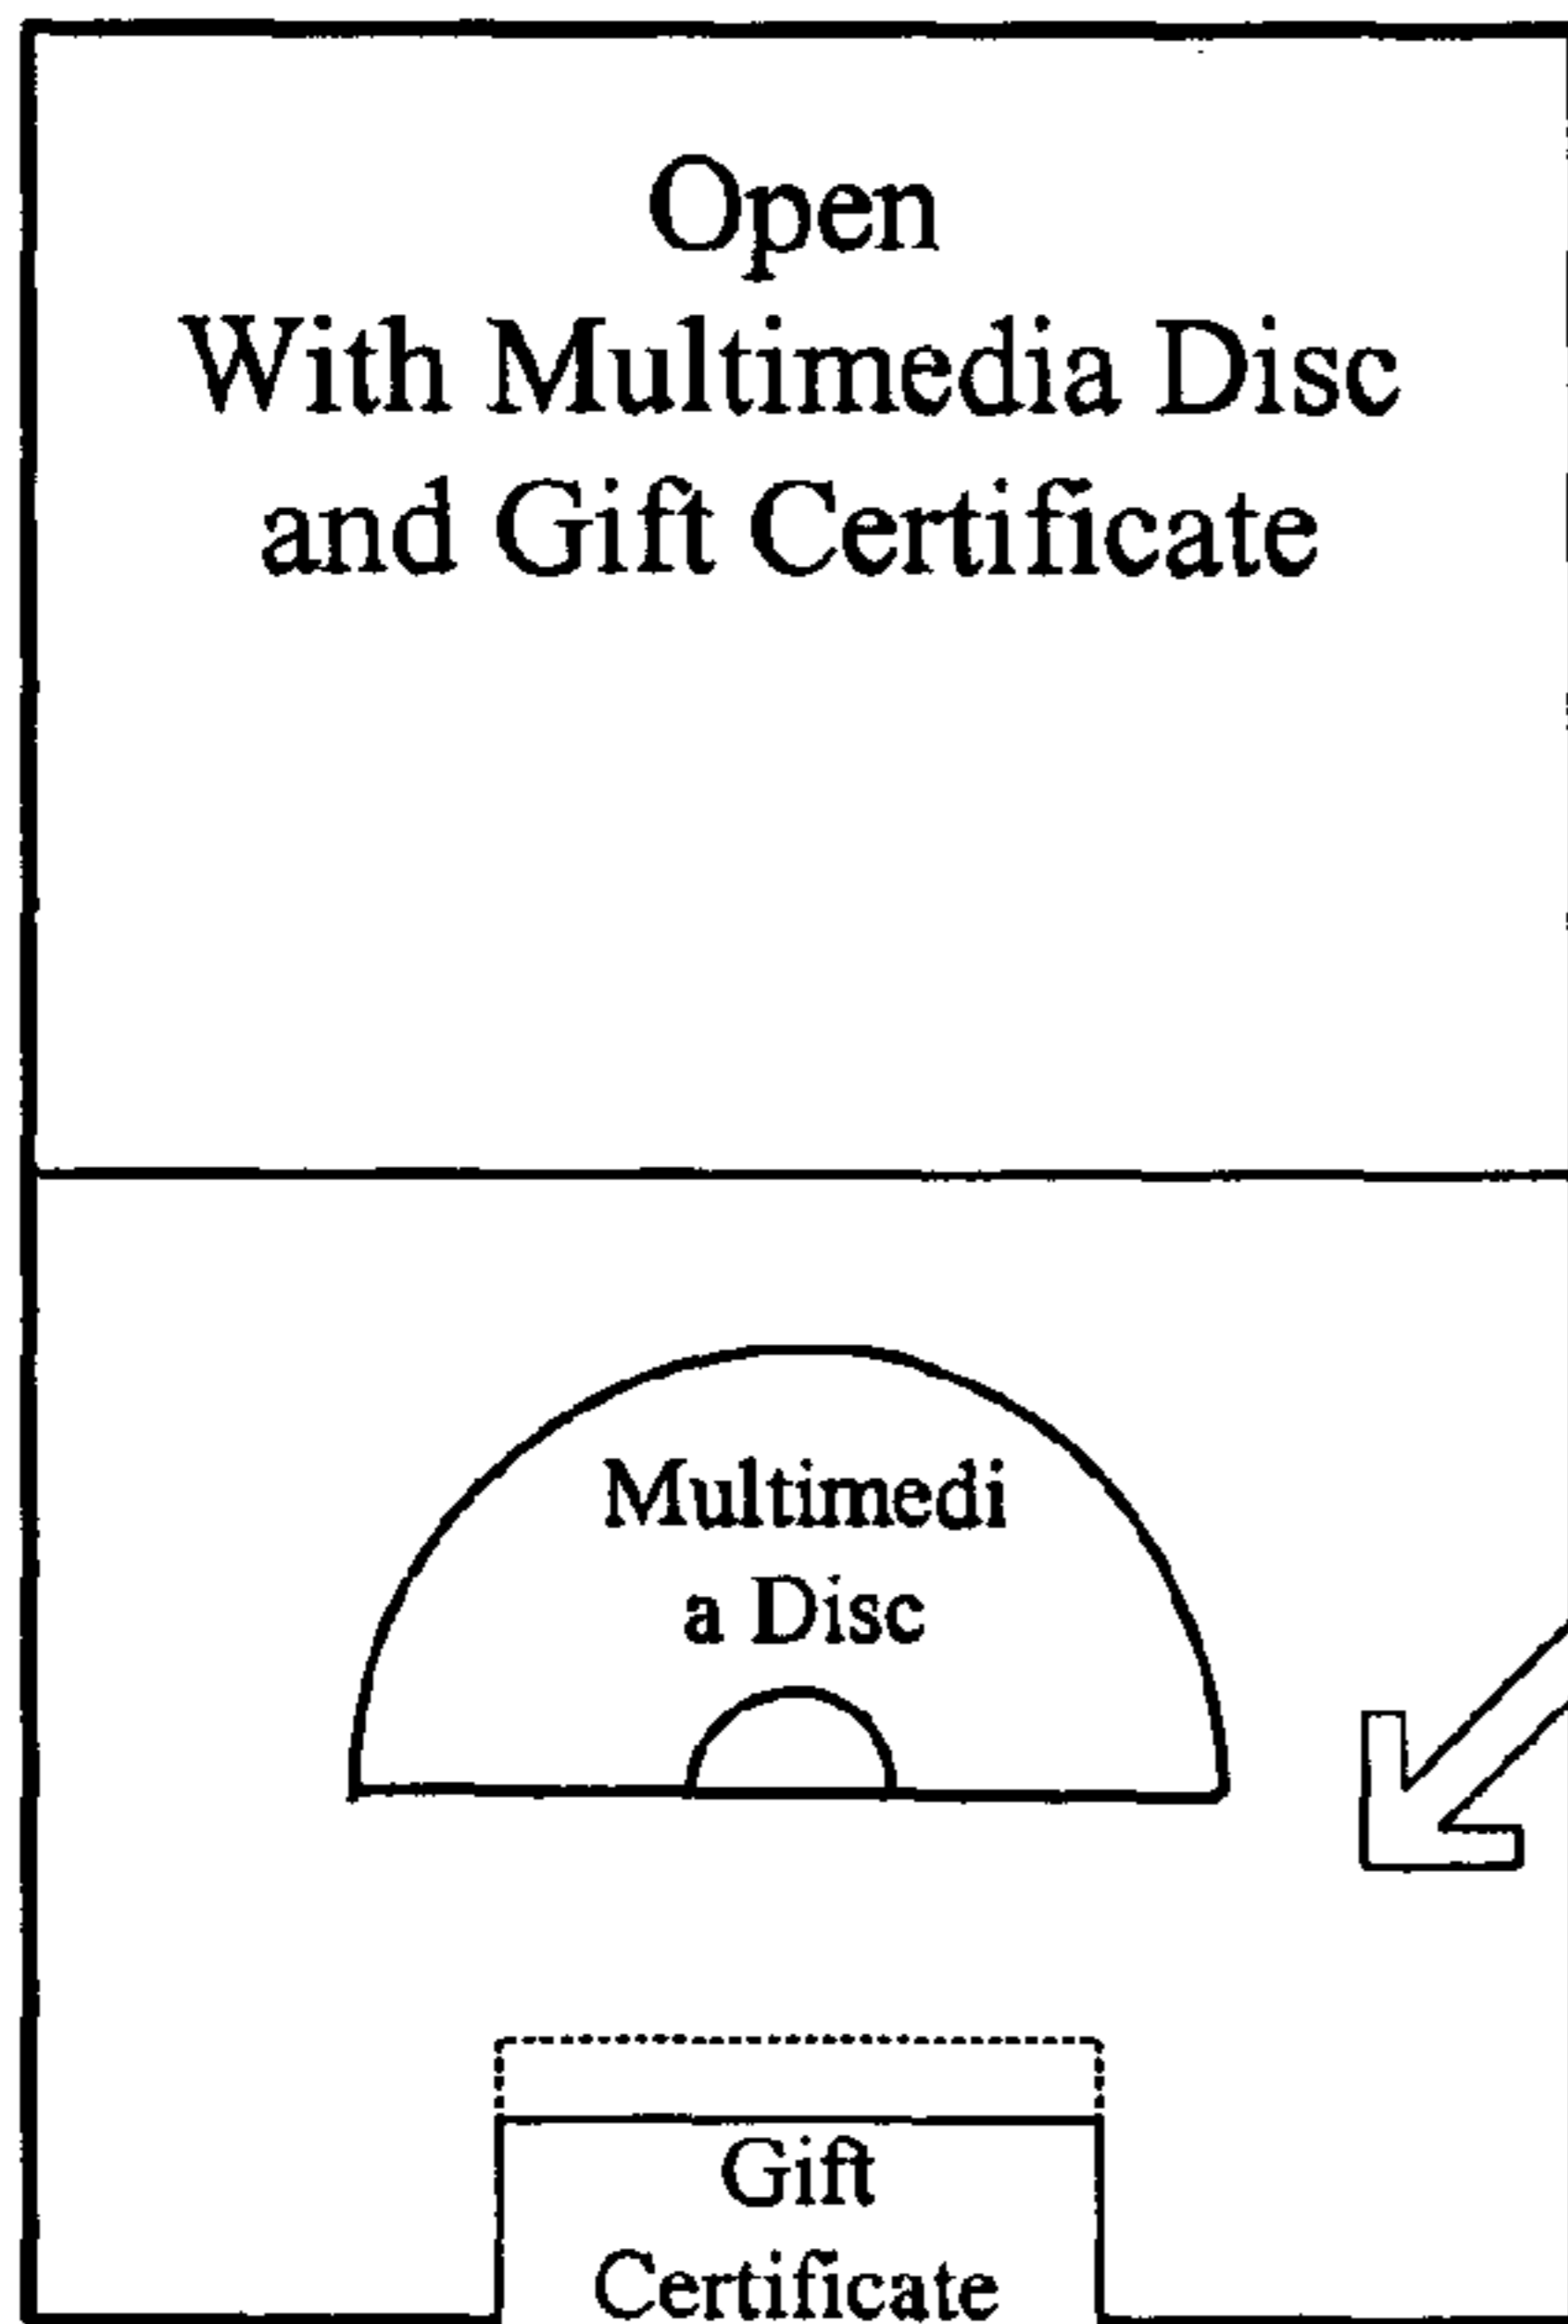 Open
With Multimedia Disc
and Gift Certificate
Multimedi
a Disc
Gift
Certificate